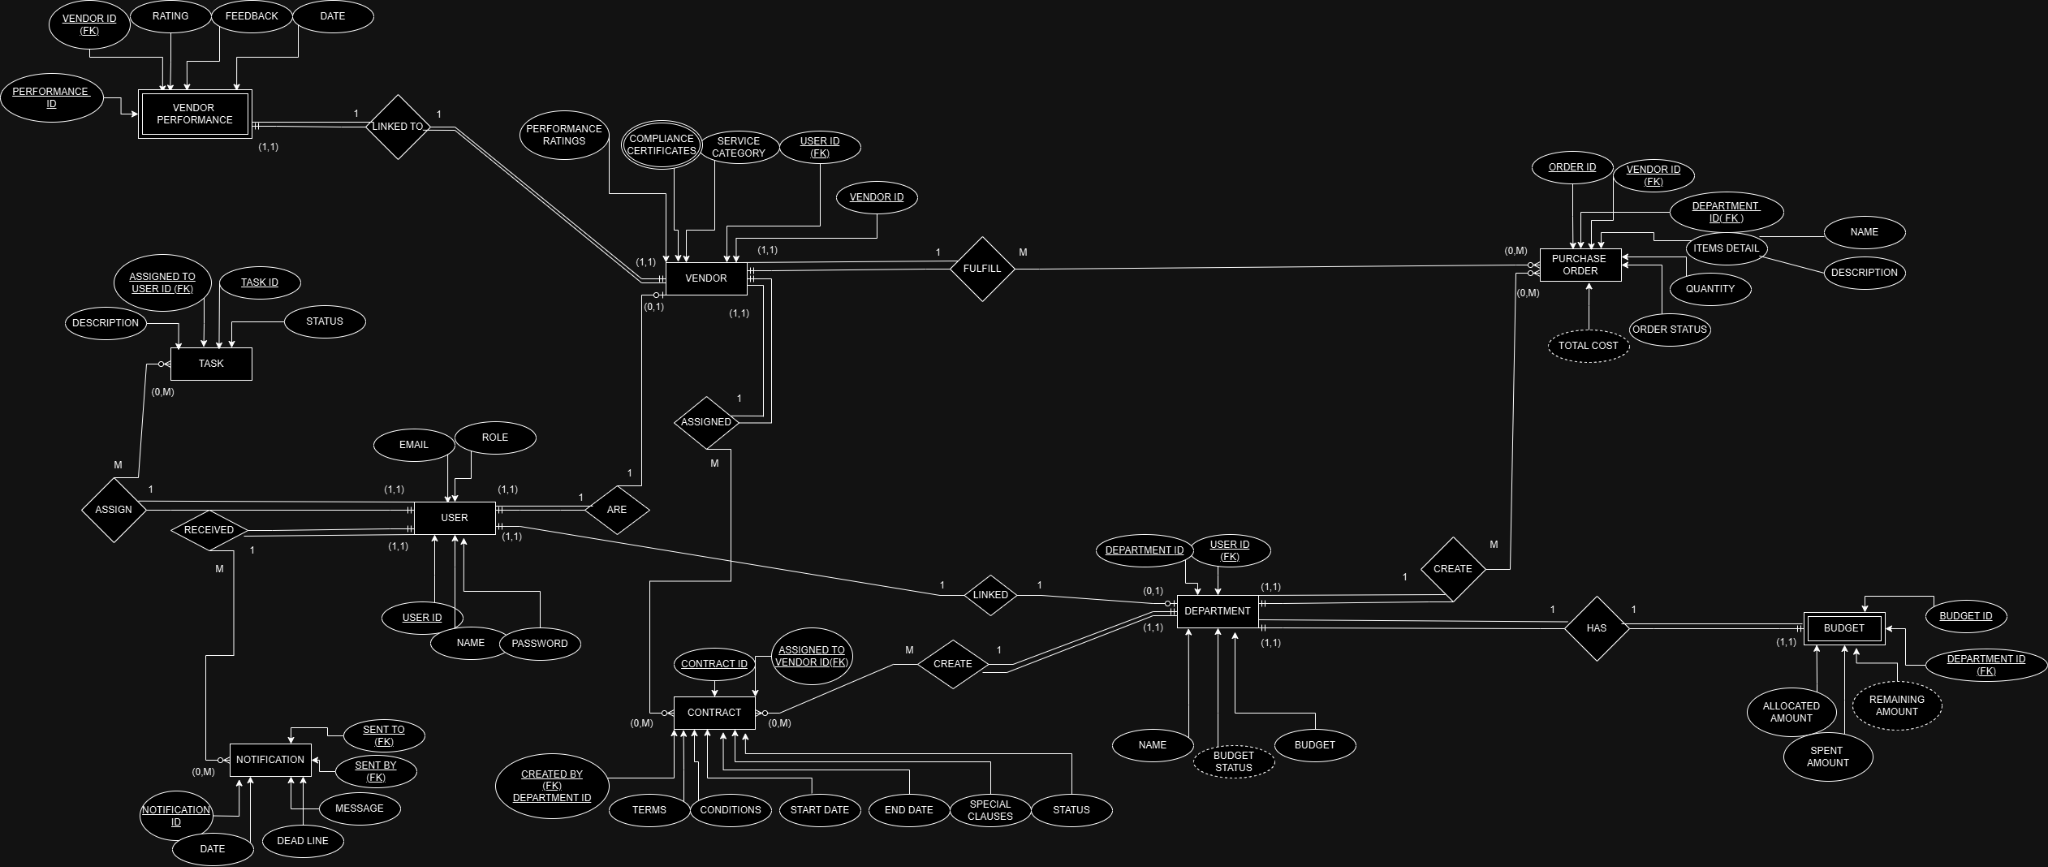 VENDOR ID
(FK)
RATING
FEEDBACK
DATE
PERFORMANCE
ID
VENDOR
PERFORMANCE
(1,1)
1
LINKED TO
1
PERFORMANCE
RATINGS
COMPLIANCE
CERTIFICATES
SERVICE
CATEGORY
USER ID
(FK)
VENDOR ID
(1,1)
VENDOR
(1,1)
(0,1)
(1,1)
1
FULFILL
M
(0,M)
(0,M)
PURCHASE
ORDER
ORDER ID
VENDOR ID
(FK)
DEPARTMENT
ID( FK )
ITEMS DETAIL
NAME
DESCRIPTION
QUANTITY
ORDER STATUS
TOTAL COST
ASSIGNED TO
USER ID (FK)
TASK ID
DESCRIPTION
STATUS
TASK
(0,M)
M
ASSIGN
1
(1,1)
RECEIVED
1
(1,1)
M
EMAIL
ROLE
USER
(1,1)
(1,1)
1
ARE
1
1
ASSIGNED
M
USER ID
NAME
PASSWORD
1
LINKED
1
(0,1)
(1,1)
DEPARTMENT ID
USER ID
(FK)
DEPARTMENT
(1,1)
(1,1)
1
CREATE
M
1
HAS
1
(1,1)
BUDGET
BUDGET ID
DEPARTMENT ID
(FK)
REMAINING
AMOUNT
ALLOCATED
AMOUNT
SPENT
AMOUNT
NAME
BUDGET
STATUS
BUDGET
M
CREATE
1
CONTRACT ID
ASSIGNED TO
VENDOR ID(FK)
(0,M)
CONTRACT
(0,M)
CREATED BY
(FK)
DEPARTMENT ID
TERMS
CONDITIONS
START DATE
END DATE
SPECIAL
CLAUSES
STATUS
SENT TO
(FK)
SENT BY
(FK)
NOTIFICATION
(0,M)
NOTIFICATION
ID
DATE
DEAD LINE
MESSAGE